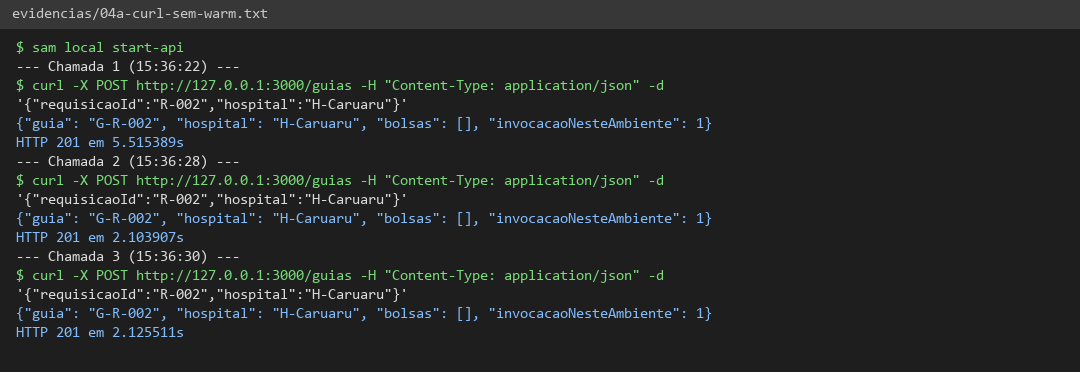 evidencias/04a-curl-sem-warm.txt
$ sam local start-api
--- Chamada 1 (15:36:22) ---
$ curl -X POST http://127.0.0.1:3000/guias -H "Content-Type: application/json" -d
'{"requisicaoId":"R-002","hospital":"H-Caruaru"}'
{"guia": "G-R-002", "hospital": "H-Caruaru", "bolsas": [], "invocacaoNesteAmbiente": 1}
HTTP 201 em 5.515389s
--- Chamada 2 (15:36:28) ---
$ curl -X POST http://127.0.0.1:3000/guias -H "Content-Type: application/json" -d
'{"requisicaoId":"R-002","hospital":"H-Caruaru"}'
{"guia": "G-R-002", "hospital": "H-Caruaru", "bolsas": [], "invocacaoNesteAmbiente": 1}
HTTP 201 em 2.103907s
--- Chamada 3 (15:36:30) ---
$ curl -X POST http://127.0.0.1:3000/guias -H "Content-Type: application/json" -d
'{"requisicaoId":"R-002","hospital":"H-Caruaru"}'
{"guia": "G-R-002", "hospital": "H-Caruaru", "bolsas": [], "invocacaoNesteAmbiente": 1}
HTTP 201 em 2.125511s